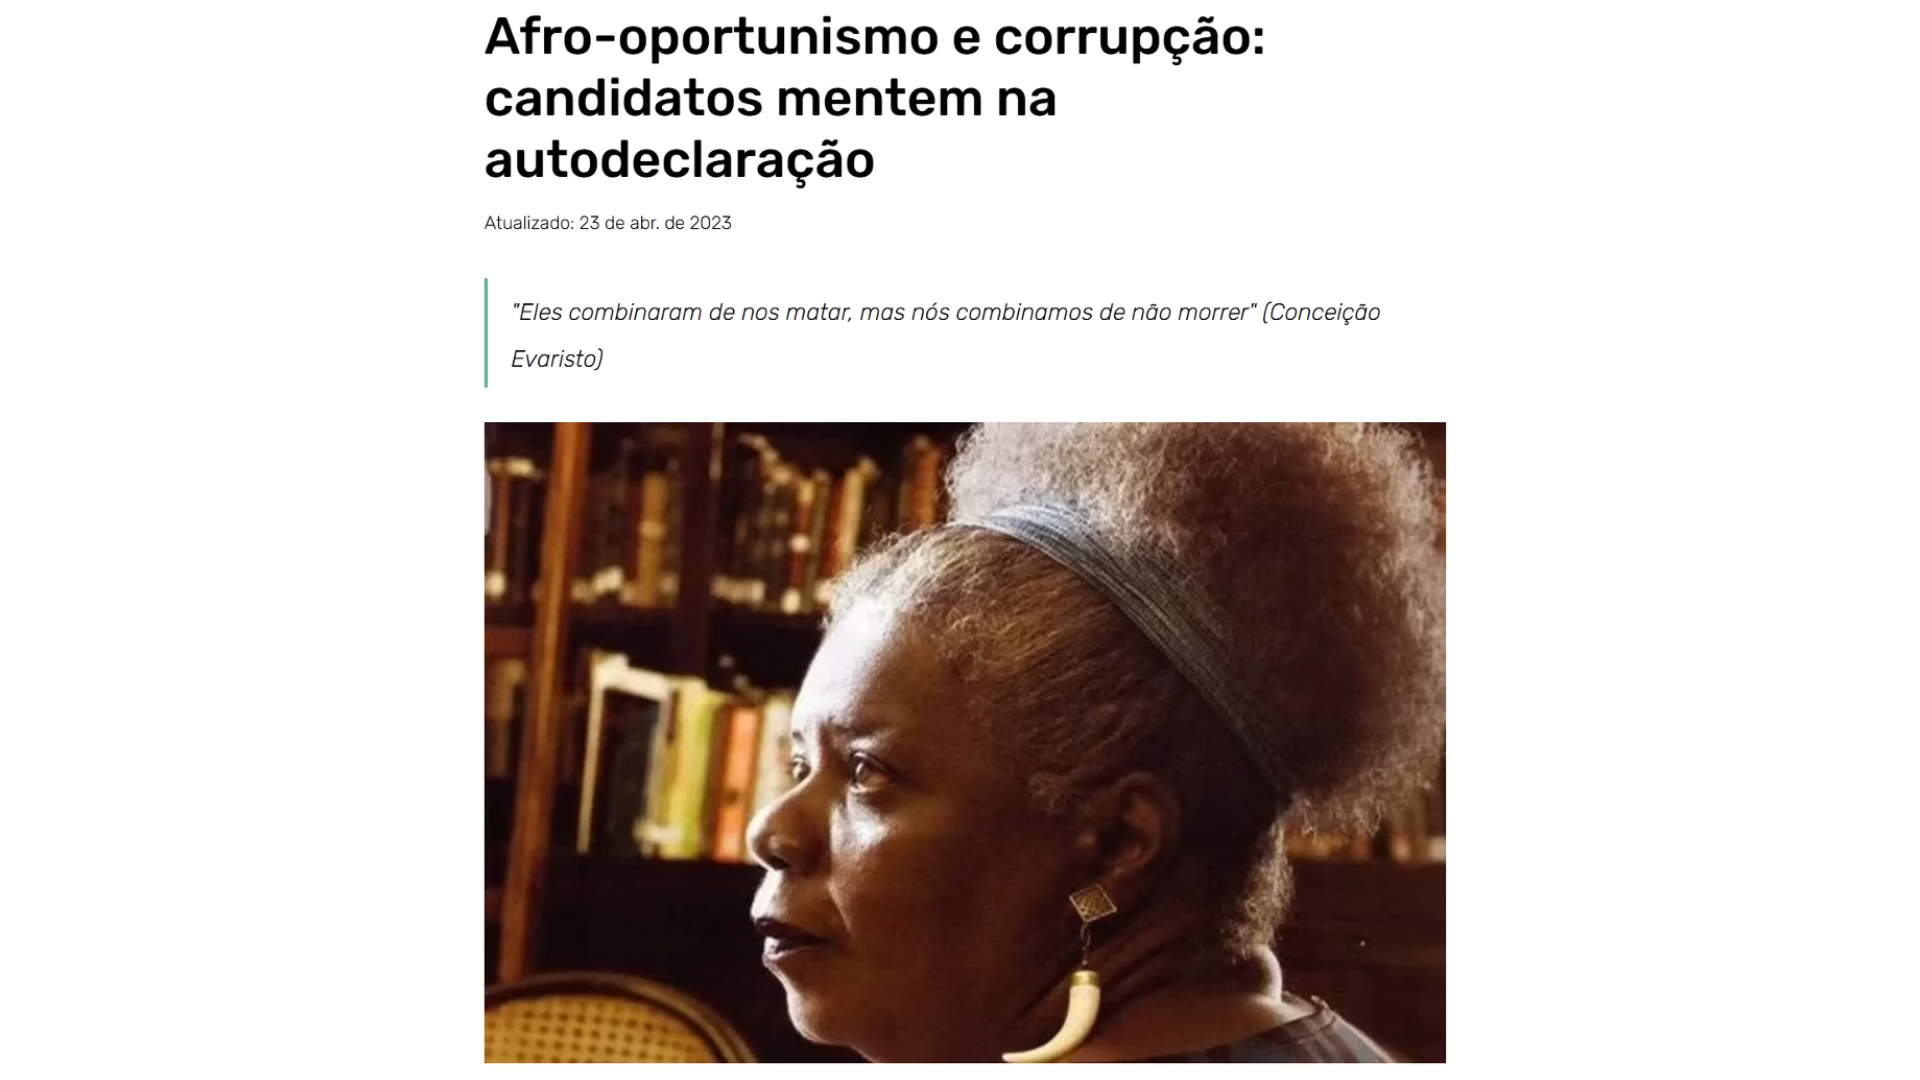 Afro-oportunismo e corrupção:
candidatos mentem na
autodeclaração
Atualizado: 23 de abr. de 2023
"Eles combinaram de nos matar, mas nós combinamos de não morrer" (Conceição
Evaristo)